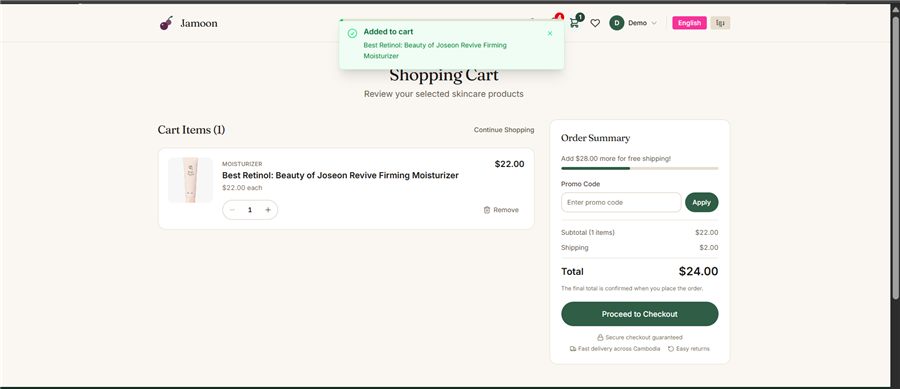 Jamoon
4
1
D
Demo
English
ខ្មែរ
Added to cart
Best Retinol: Beauty of Joseon Revive Firming
Moisturizer
Shopping Cart
Review your selected skincare products
Cart Items (1)
Continue Shopping
MOISTURIZER
$22.00
Best Retinol: Beauty of Joseon Revive Firming Moisturizer
$22.00 each
1
Remove
Order Summary
Add $28.00 more for free shipping!
Promo Code
Enter promo code
Apply
Subtotal (1 items)
$22.00
Shipping
$2.00
Total
$24.00
The final total is confirmed when you place the order.
Proceed to Checkout
Secure checkout guaranteed
Fast delivery across Cambodia
Easy returns